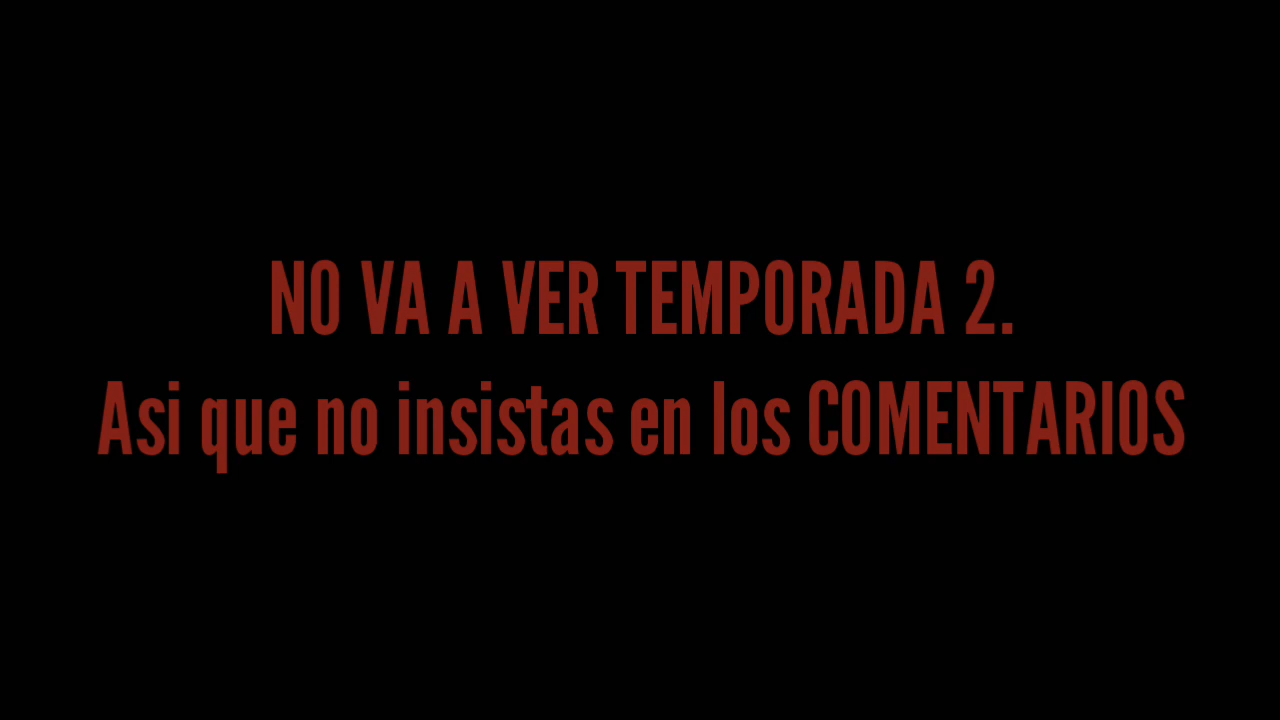 NO VA A VER TEMPORADA 2.
Asi que no insistas en los COMENTARIOS